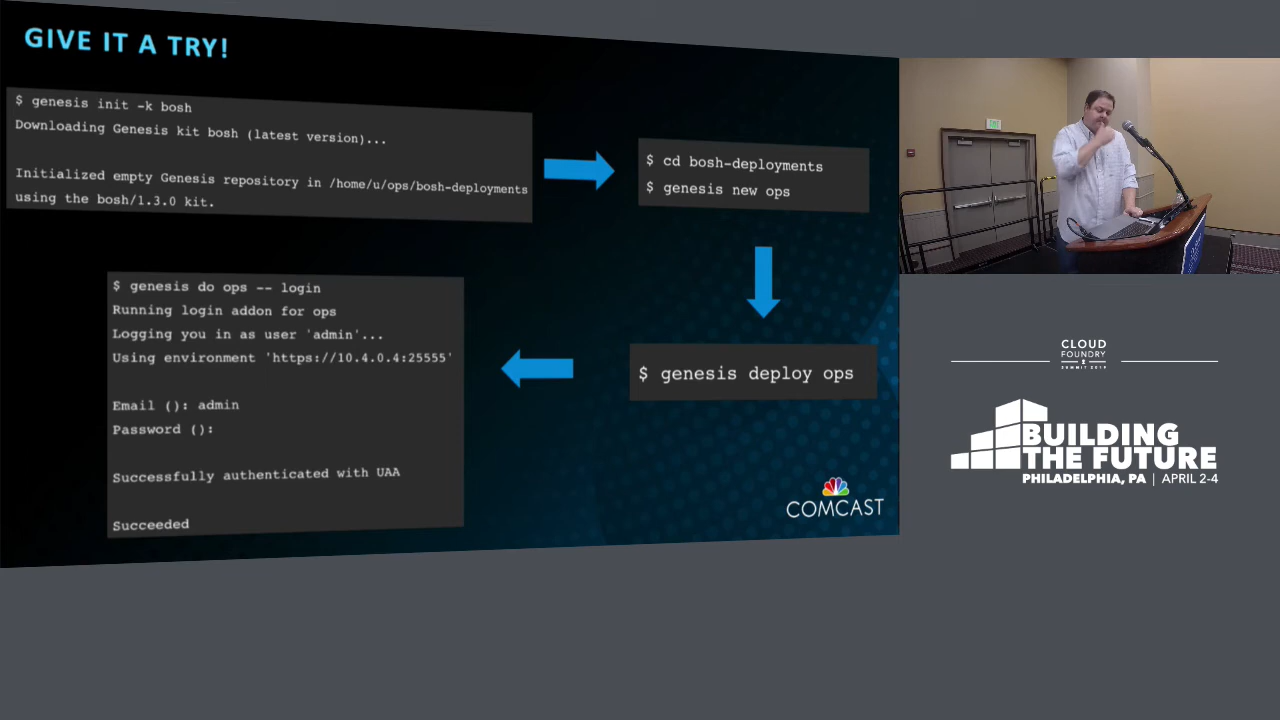 GIVE IT A TRY!
$ genesis init -k bosh
Downloading Genesis kit bosh (latest version)...
Initialized empty Genesis repository in /home/u/ops/bosh-deployments
using the bosh/1.3.0 kit.
$ cd bosh-deployments
$ genesis new ops
$ genesis deploy ops
$ genesis do ops -- login
Running login addon for ops
Logging you in as user 'admin'...
Using environment 'https://10.4.0.4:25555'
Email (): admin
Password ():
Successfully authenticated with UAA
Succeeded
COMCAST
EXIT
CLOUD
FOUNDRY
SUMMIT 2019
BUILDING
THE FUTURE
PHILADELPHIA, PA | APRIL 2-4